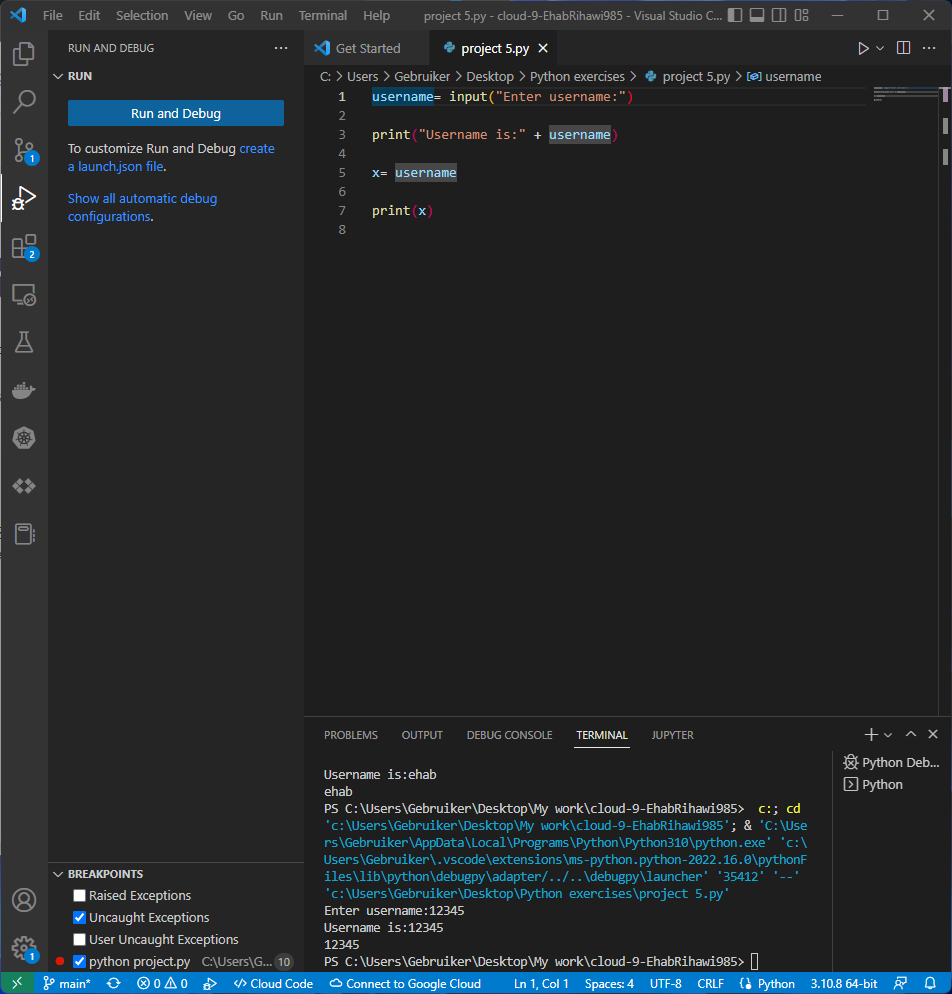 File Edit Selection View Go Run Terminal Help project 5.py - cloud-9-EhabRihawi985 - Visual Studio C...
RUN AND DEBUG ...
RUN
Run and Debug
To customize Run and Debug create
a launch.json file.
Show all automatic debug
configurations.
1
2
Get Started project 5.py
C: > Users > Gebruiker > Desktop > Python exercises > project 5.py > username
1 username= input("Enter username:")
2
3 print("Username is:" + username)
4
5 x= username
6
7 print(x)
8
PROBLEMS OUTPUT DEBUG CONSOLE TERMINAL JUPYTER
Python Deb...
Python
Username is:ehab
ehab
PS C:\Users\Gebruiker\Desktop\My work\cloud-9-EhabRihawi985> c:; cd
'c:\Users\Gebruiker\Desktop\My work\cloud-9-EhabRihawi985'; & 'C:\Use
rs\Gebruiker\AppData\Local\Programs\Python\Python310\python.exe' 'c:\
Users\Gebruiker\.vscode\extensions\ms-python.python-2022.16.0\pythonF
iles\lib\python\debugpy\adapter/../..\debugpy\launcher' '35412' '--'
'c:\Users\Gebruiker\Desktop\Python exercises\project 5.py'
Enter username:12345
Username is:12345
12345
PS C:\Users\Gebruiker\Desktop\My work\cloud-9-EhabRihawi985>
BREAKPOINTS
Raised Exceptions
Uncaught Exceptions
User Uncaught Exceptions
python project.py C:\Users\G... 10
1
main* 0 0 Cloud Code Connect to Google Cloud Ln 1, Col 1 Spaces: 4 UTF-8 CRLF Python 3.10.8 64-bit